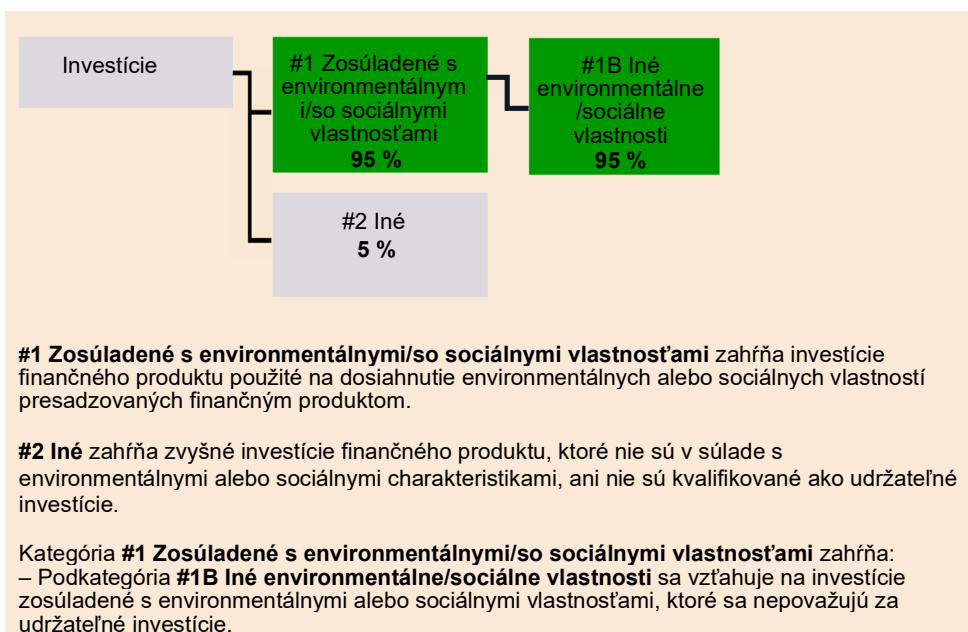 Investície
#1 Zosúladené s
environmentálnym
i/so sociálnymi
vlastnosťami
95 %
#1B Iné
environmentálne
/sociálne
vlastnosti
95 %
#2 Iné
5 %
#1 Zosúladené s environmentálnymi/so sociálnymi vlastnosťami zahŕňa investície
finančného produktu použité na dosiahnutie environmentálnych alebo sociálnych vlastností
presadzovaných finančným produktom.
#2 Iné zahŕňa zvyšné investície finančného produktu, ktoré nie sú v súlade s
environmentálnymi alebo sociálnymi charakteristikami, ani nie sú kvalifikované ako udržateľné
investície.
Kategória #1 Zosúladené s environmentálnymi/so sociálnymi vlastnosťami zahŕňa:
– Podkategória #1B Iné environmentálne/sociálne vlastnosti sa vzťahuje na investície
zosúladené s environmentálnymi alebo sociálnymi vlastnosťami, ktoré sa nepovažujú za
udržateľné investície.